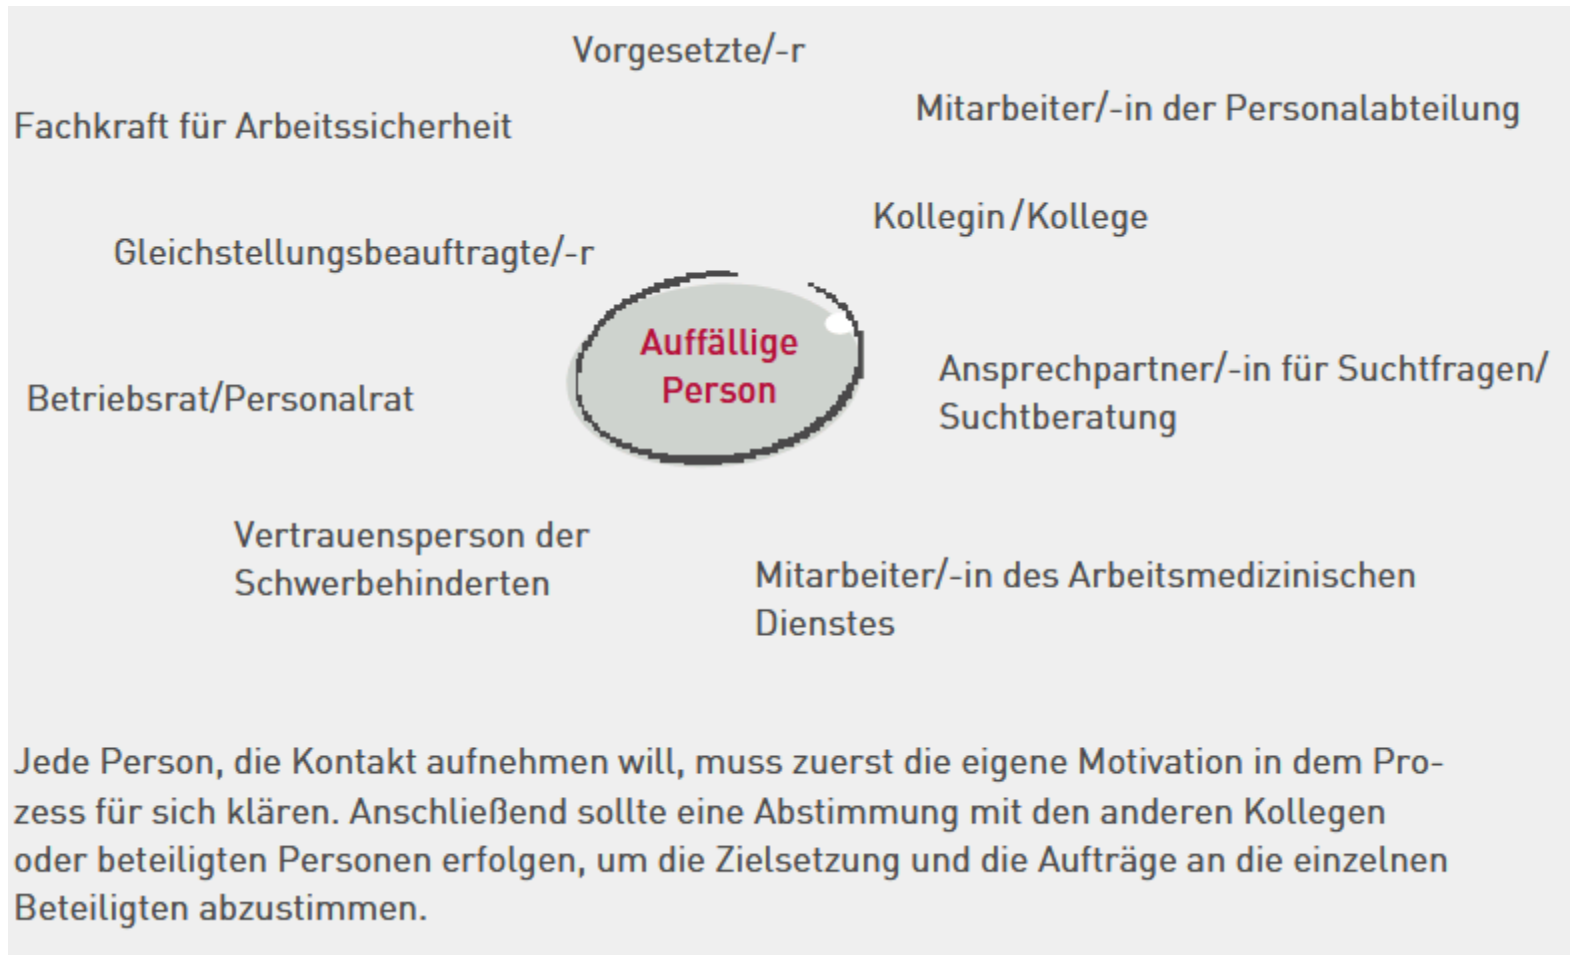 Vorgesetzte/-r
Mitarbeiter/-in der Personalabteilung
Fachkraft für Arbeitssicherheit
Kollegin/Kollege
Gleichstellungsbeauftragte/-r
Auffällige
Person
Ansprechpartner/-in für Suchtfragen/
Suchtberatung
Betriebsrat/Personalrat
Vertrauensperson der
Schwerbehinderten
Mitarbeiter/-in des Arbeitsmedizinischen
Dienstes
Jede Person, die Kontakt aufnehmen will, muss zuerst die eigene Motivation in dem Pro-
zess für sich klären. Anschließend sollte eine Abstimmung mit den anderen Kollegen
oder beteiligten Personen erfolgen, um die Zielsetzung und die Aufträge an die einzelnen
Beteiligten abzustimmen.